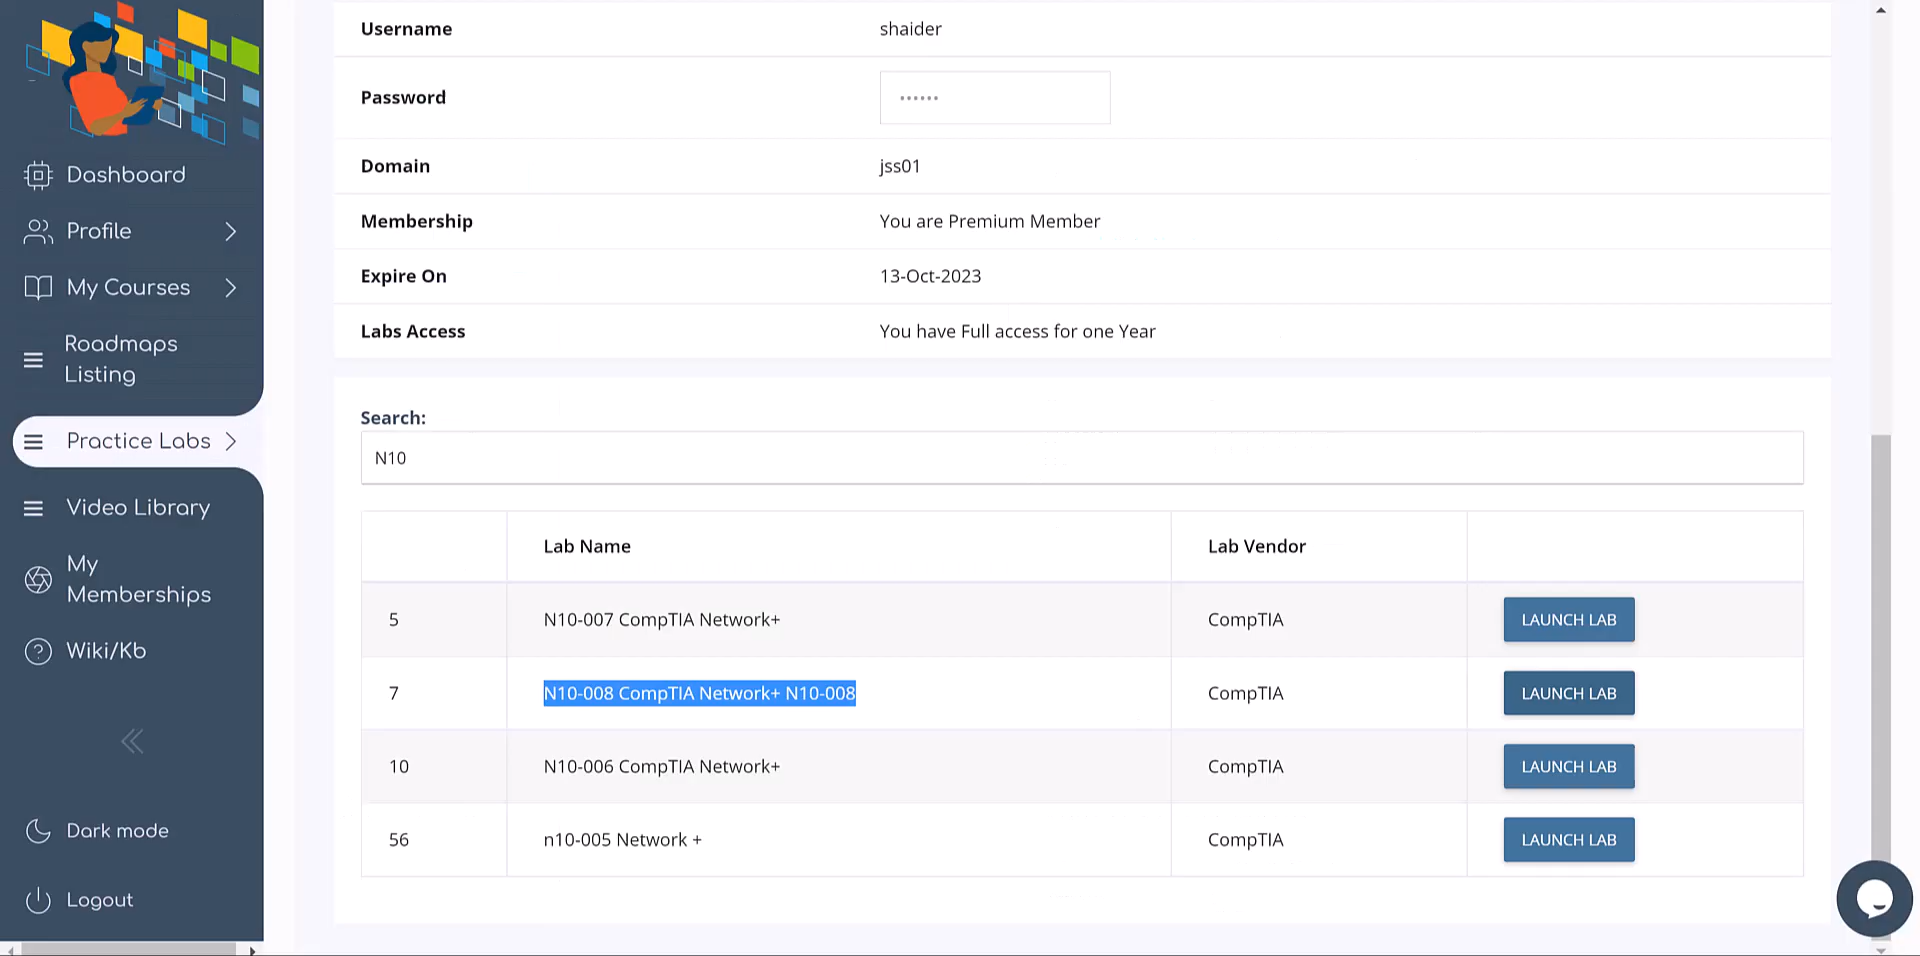 Dashboard
Profile
My Courses
Roadmaps
Listing
Practice Labs
Video Library
My
Memberships
Wiki/Kb
Dark mode
Logout
Username shaider
Password ••••••
Domain jss01
Membership You are Premium Member
Expire On 13-Oct-2023
Labs Access You have Full access for one Year
Search:
N10
Lab Name Lab Vendor
5 N10-007 CompTIA Network+ CompTIA LAUNCH LAB
7 N10-008 CompTIA Network+ N10-008 CompTIA LAUNCH LAB
10 N10-006 CompTIA Network+ CompTIA LAUNCH LAB
56 n10-005 Network + CompTIA LAUNCH LAB